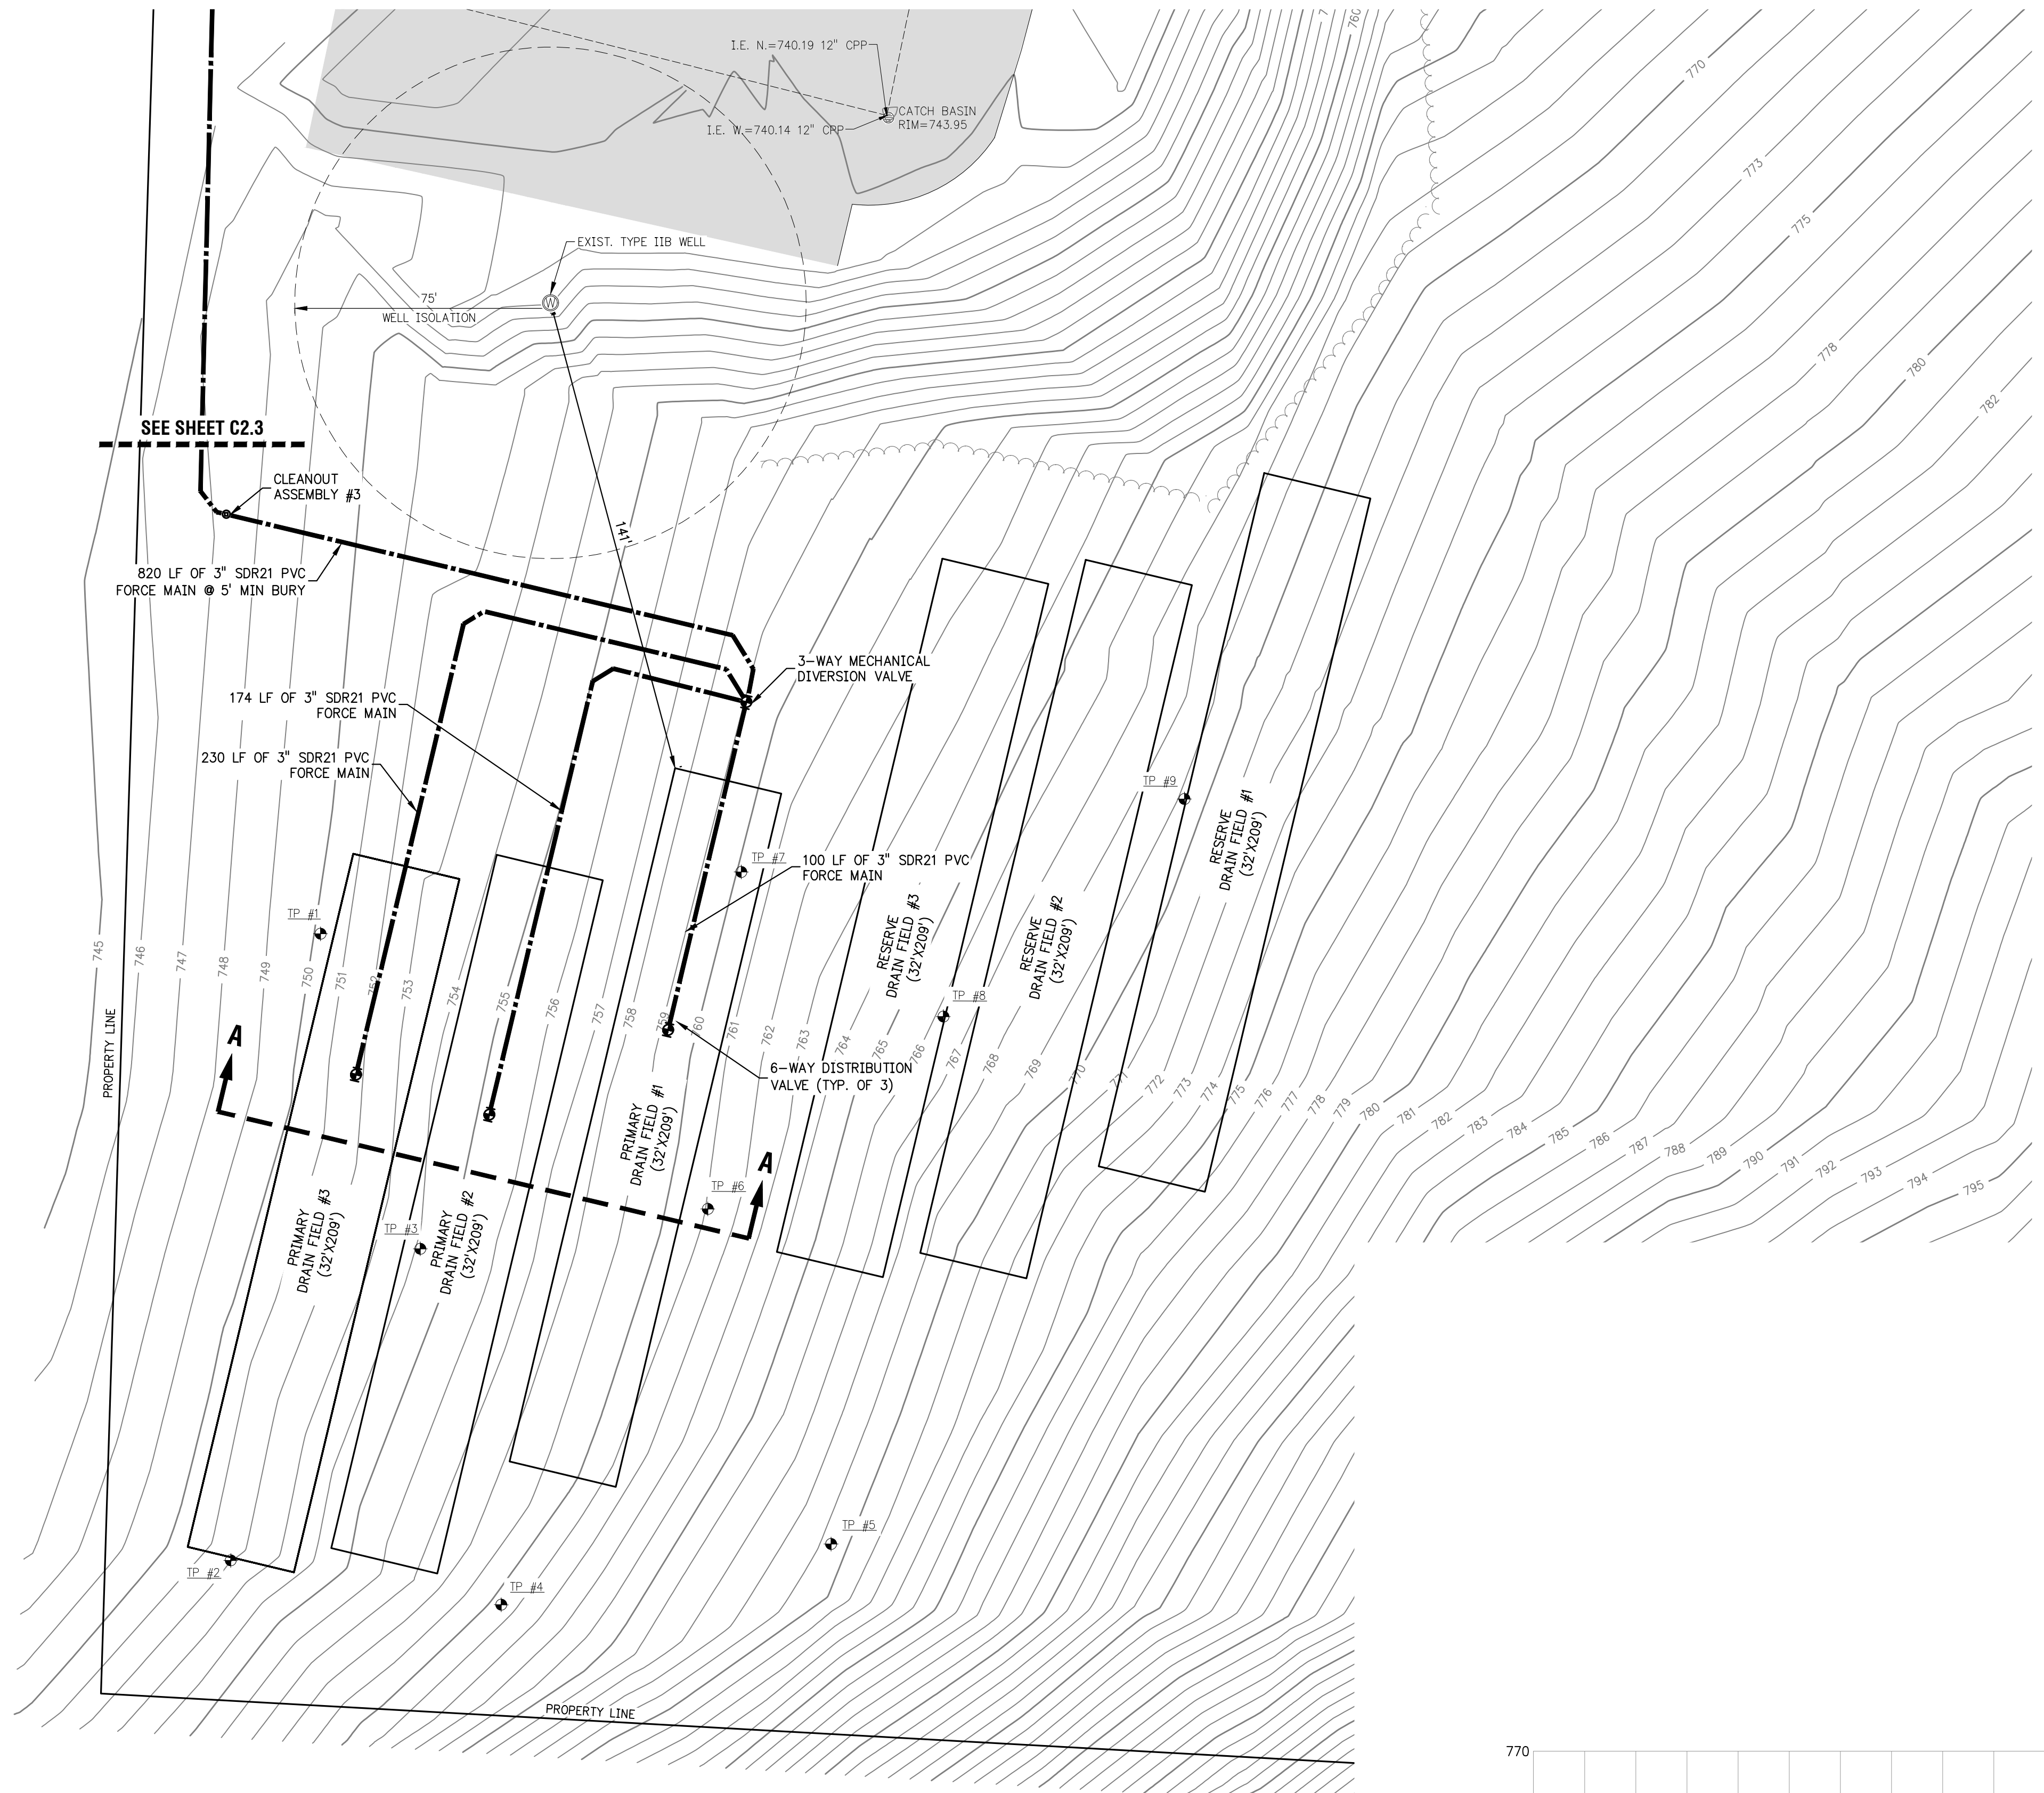 I.E. N.=740.19 12" CPP
CATCH BASIN
RIM=743.95
I.E. W.=740.14 12" CPP
760
770
773
775
778
780
782
EXIST. TYPE IIB WELL
W
75'
WELL ISOLATION
SEE SHEET C2.3
CLEANOUT
ASSEMBLY #3
141'
820 LF OF 3" SDR21 PVC
FORCE MAIN @ 5' MIN BURY
3-WAY MECHANICAL
DIVERSION VALVE
174 LF OF 3" SDR21 PVC
FORCE MAIN
230 LF OF 3" SDR21 PVC
FORCE MAIN
TP #9
RESERVE
DRAIN FIELD #1
(32'X209')
TP #7
100 LF OF 3" SDR21 PVC
FORCE MAIN
TP #1
RESERVE
DRAIN FIELD #3
(32'X209')
RESERVE
DRAIN FIELD #2
(32'X209')
TP #8
745
746
747
748
749
750
751
752
753
754
755
756
757
758
759
760
761
762
763
764
765
766
767
768
769
770
771
772
773
774
775
776
777
778
779
780
781
782
783
784
785
786
787
788
789
790
791
792
793
794
795
PROPERTY LINE
A
6-WAY DISTRIBUTION
VALVE (TYP. OF 3)
PRIMARY
DRAIN FIELD #1
(32'X209')
A
TP #6
PRIMARY
DRAIN FIELD #3
(32'X209')
TP #3
PRIMARY
DRAIN FIELD #2
(32'X209')
TP #5
TP #2
TP #4
PROPERTY LINE
770